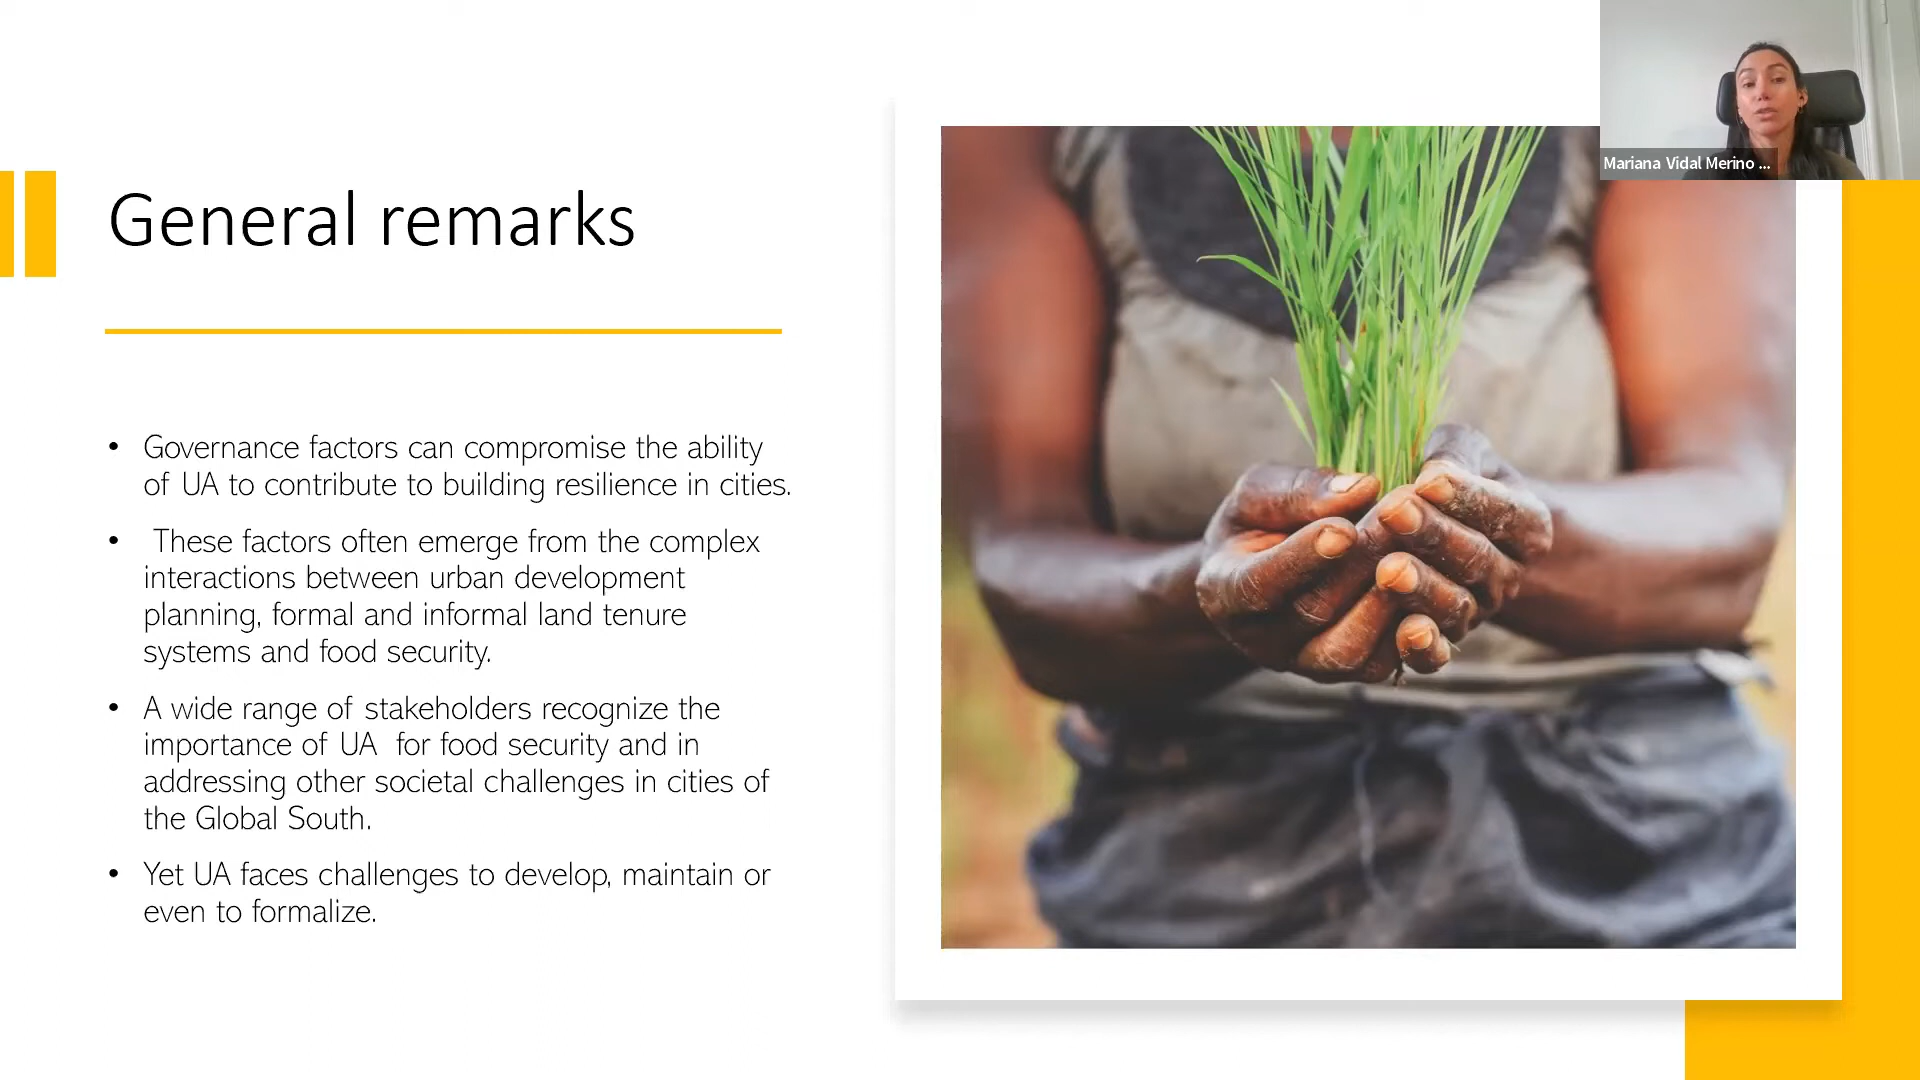 General remarks
• Governance factors can compromise the ability
of UA to contribute to building resilience in cities.
• These factors often emerge from the complex
interactions between urban development
planning, formal and informal land tenure
systems and food security.
• A wide range of stakeholders recognize the
importance of UA for food security and in
addressing other societal challenges in cities of
the Global South.
• Yet UA faces challenges to develop, maintain or
even to formalize.
Mariana Vidal Merino ...